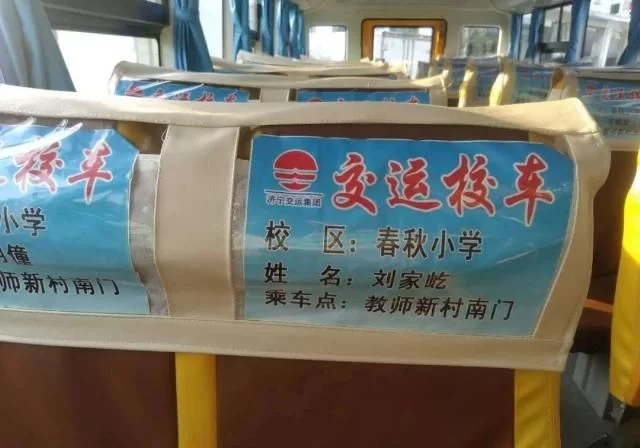 校车
小学
僮
师新村南门
济宁交运集团
交运校车
校 区：春秋小学
姓 名：刘家屹
乘车点：教师新村南门